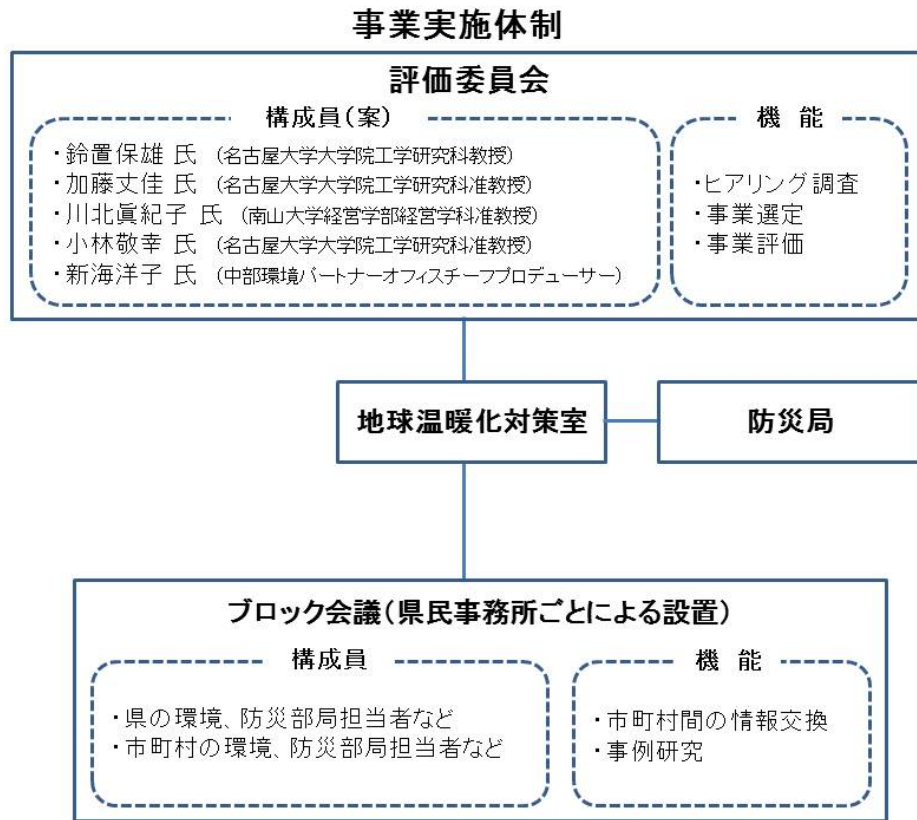 事業実施体制
評価委員会
構成員(案)
・鈴置保雄 氏 (名古屋大学大学院工学研究科教授)
・加藤丈佳 氏 (名古屋大学大学院工学研究科准教授)
・川北眞紀子 氏 (南山大学経営学部経営学科准教授)
・小林敬幸 氏 (名古屋大学大学院工学研究科准教授)
・新海洋子 氏 (中部環境パートナーオフィスチーフプロデューサー)
機 能
・ヒアリング調査
・事業選定
・事業評価
地球温暖化対策室
防災局
ブロック会議(県民事務所ごとによる設置)
構成員
・県の環境、防災部局担当者など
・市町村の環境、防災部局担当者など
機 能
・市町村間の情報交換
・事例研究